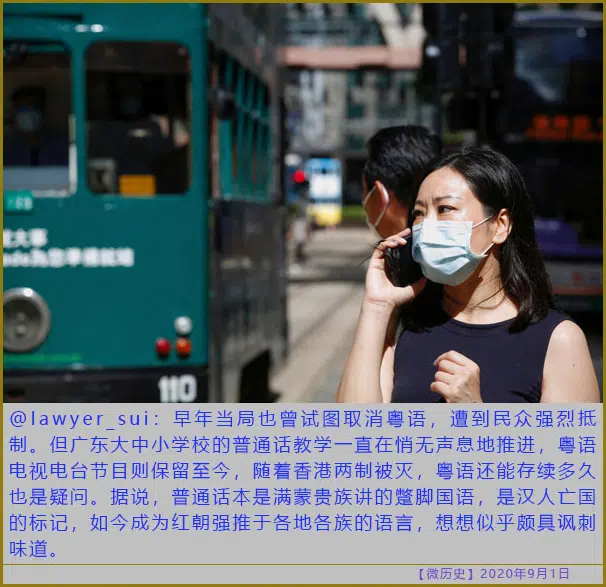 110
@lawyer_sui：早年当局也曾试图取消粤语，遭到民众强烈抵
制。但广东大中小学校的普通话教学一直在悄无声息地推进，粤语
电视电台节目则保留至今，随着香港两制被灭，粤语还能存续多久
也是疑问。据说，普通话本是满蒙贵族讲的蹩脚国语，是汉人亡国
的标记，如今成为红朝强推于各地各族的语言，想想似乎颇具讽刺
味道。
【微历史】2020年9月1日